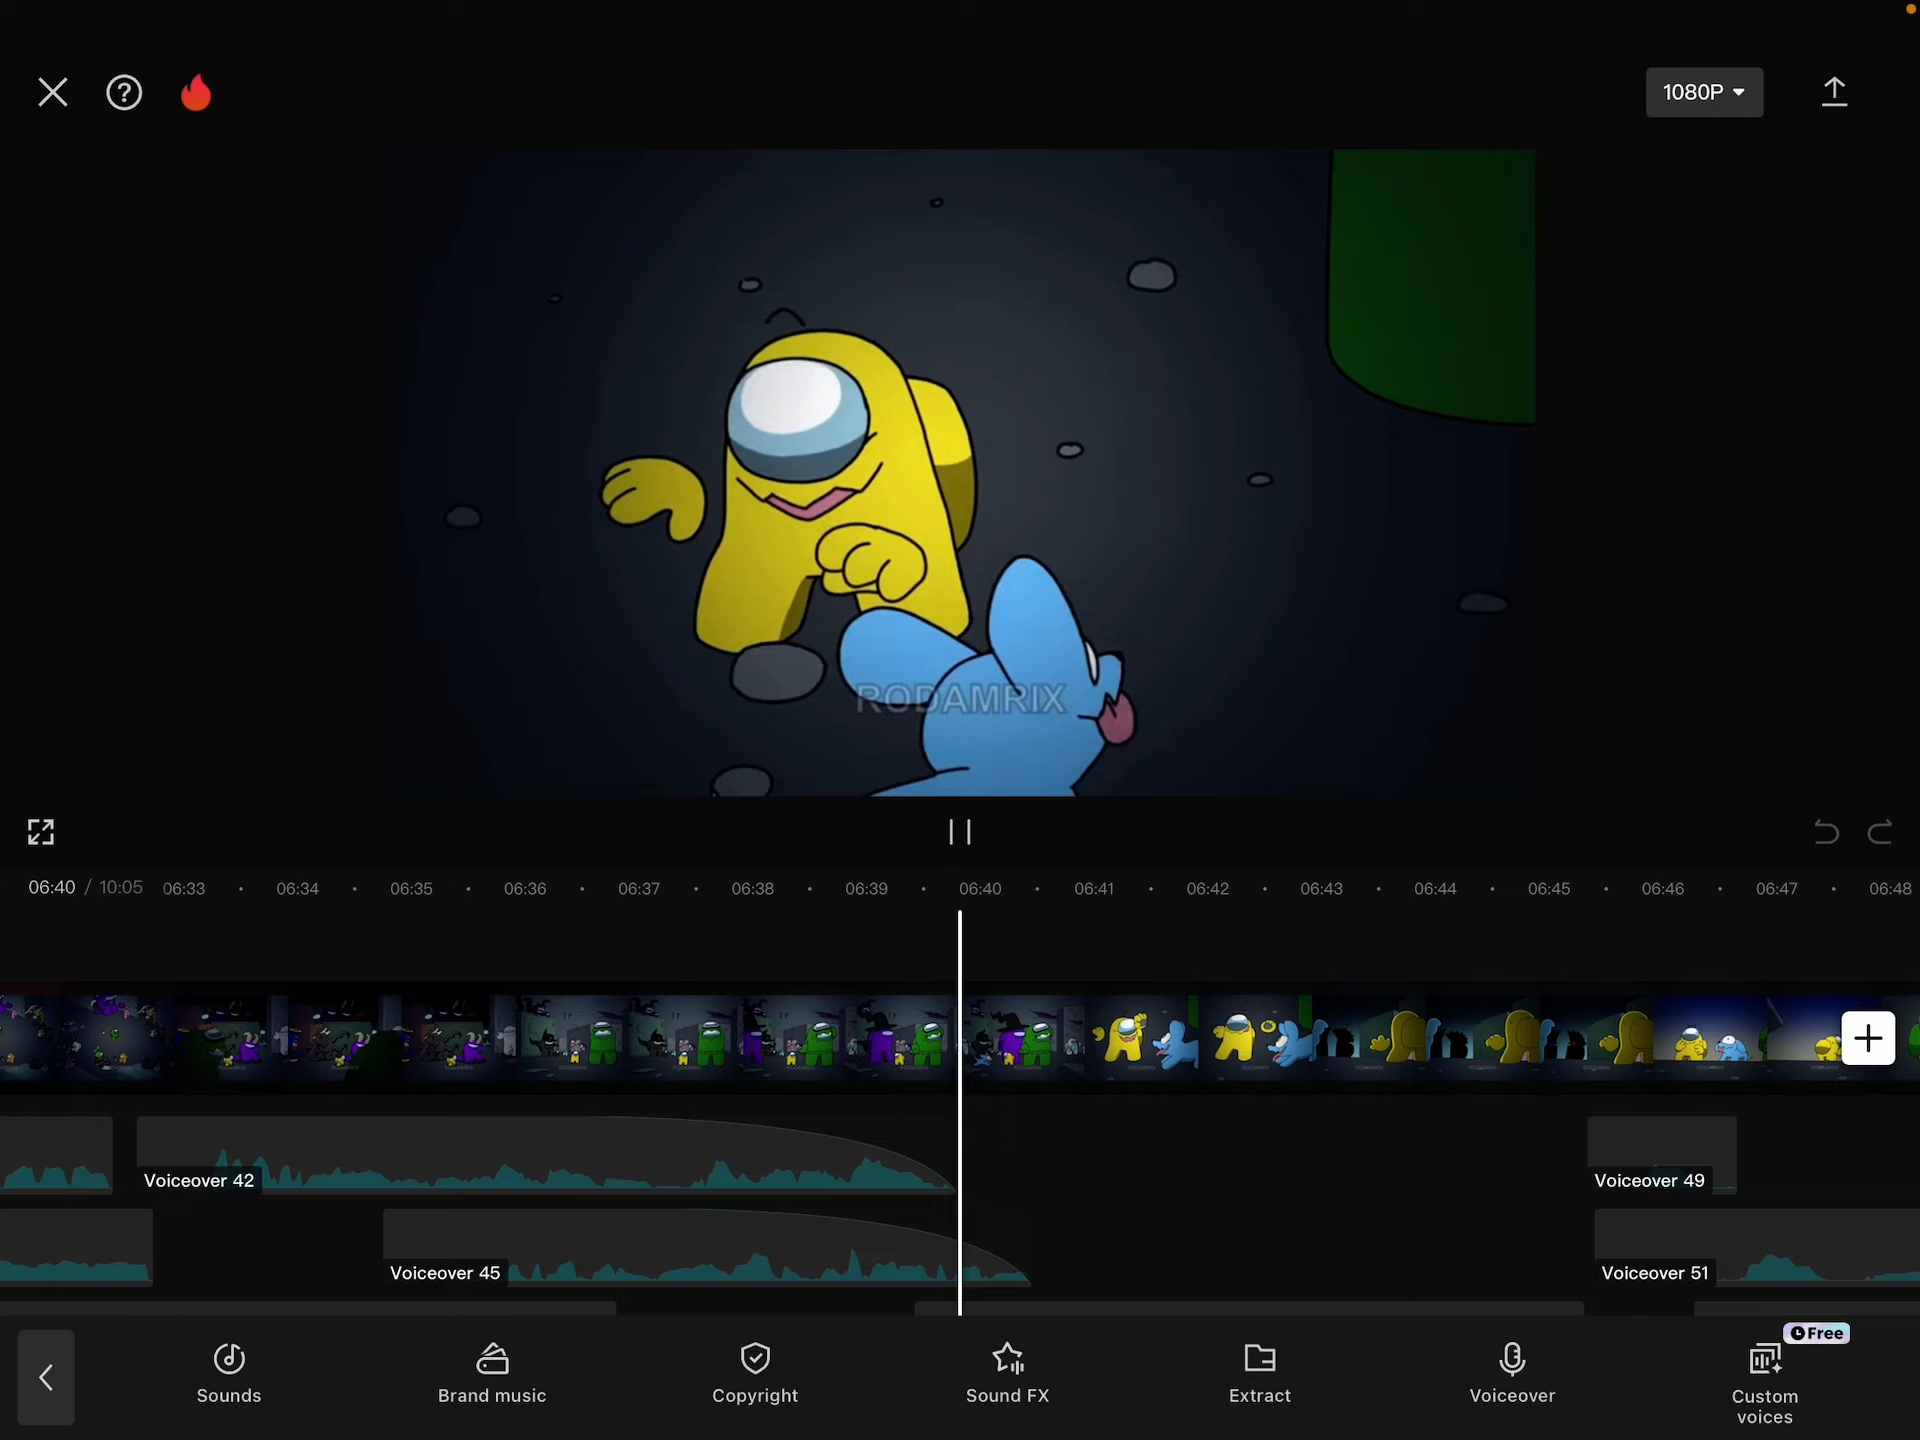 1080P
RODAMRIX
06:40 / 10:05 06:33 06:34 06:35 06:36 06:37 06:38 06:39 06:40 06:41 06:42 06:43 06:44 06:45 06:46 06:47 06:48
Voiceover 42
Voiceover 49
Voiceover 45
Voiceover 51
Free
Sounds
Brand music
Copyright
Sound FX
Extract
Voiceover
Custom
voices